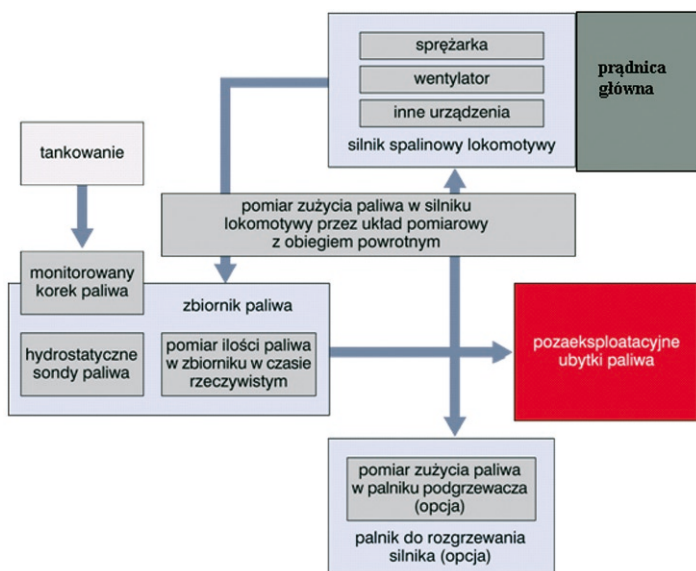 sprężarka
wentylator
inne urządzenia
silnik spalinowy lokomotywy
prądnica
główna
tankowanie
pomiar zużycia paliwa w silniku
lokomotywy przez układ pomiarowy
z obiegiem powrotnym
monitorowany
korek paliwa
zbiornik paliwa
hydrostatyczne
sondy paliwa
pomiar ilości paliwa
w zbiorniku w czasie
rzeczywistym
pozaeksploatacyjne
ubytki paliwa
pomiar zużycia paliwa
w palniku podgrzewacza
(opcja)
palnik do rozgrzewania
silnika (opcja)